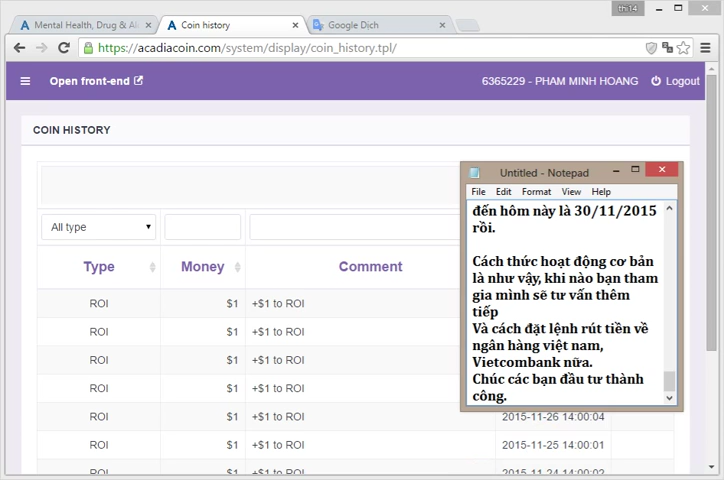 thi14
Mental Health, Drug & Al
Coin history
Google Dịch
https://acadiacoin.com/system/display/coin_history.tpl/
Open front-end
6365229 - PHAM MINH HOANG
Logout
COIN HISTORY
All type
Type
Money
Comment
ROI $1 +$1 to ROI
ROI $1 +$1 to ROI
ROI $1 +$1 to ROI
ROI $1 +$1 to ROI
ROI $1 +$1 to ROI 2015-11-26 14:00:04
ROI $1 +$1 to ROI 2015-11-25 14:00:01
ROI $1 +$1 to ROI 2015-11-24 14:00:02
Untitled - Notepad
File Edit Format View Help
đến hôm này là 30/11/2015
rồi.
Cách thức hoạt động cơ bản
là như vậy, khi nào bạn tham
gia mình sẽ tư vấn thêm
tiếp
Và cách đặt lệnh rút tiền về
ngân hàng việt nam,
Vietcombank nữa.
Chúc các bạn đầu tư thành
công.